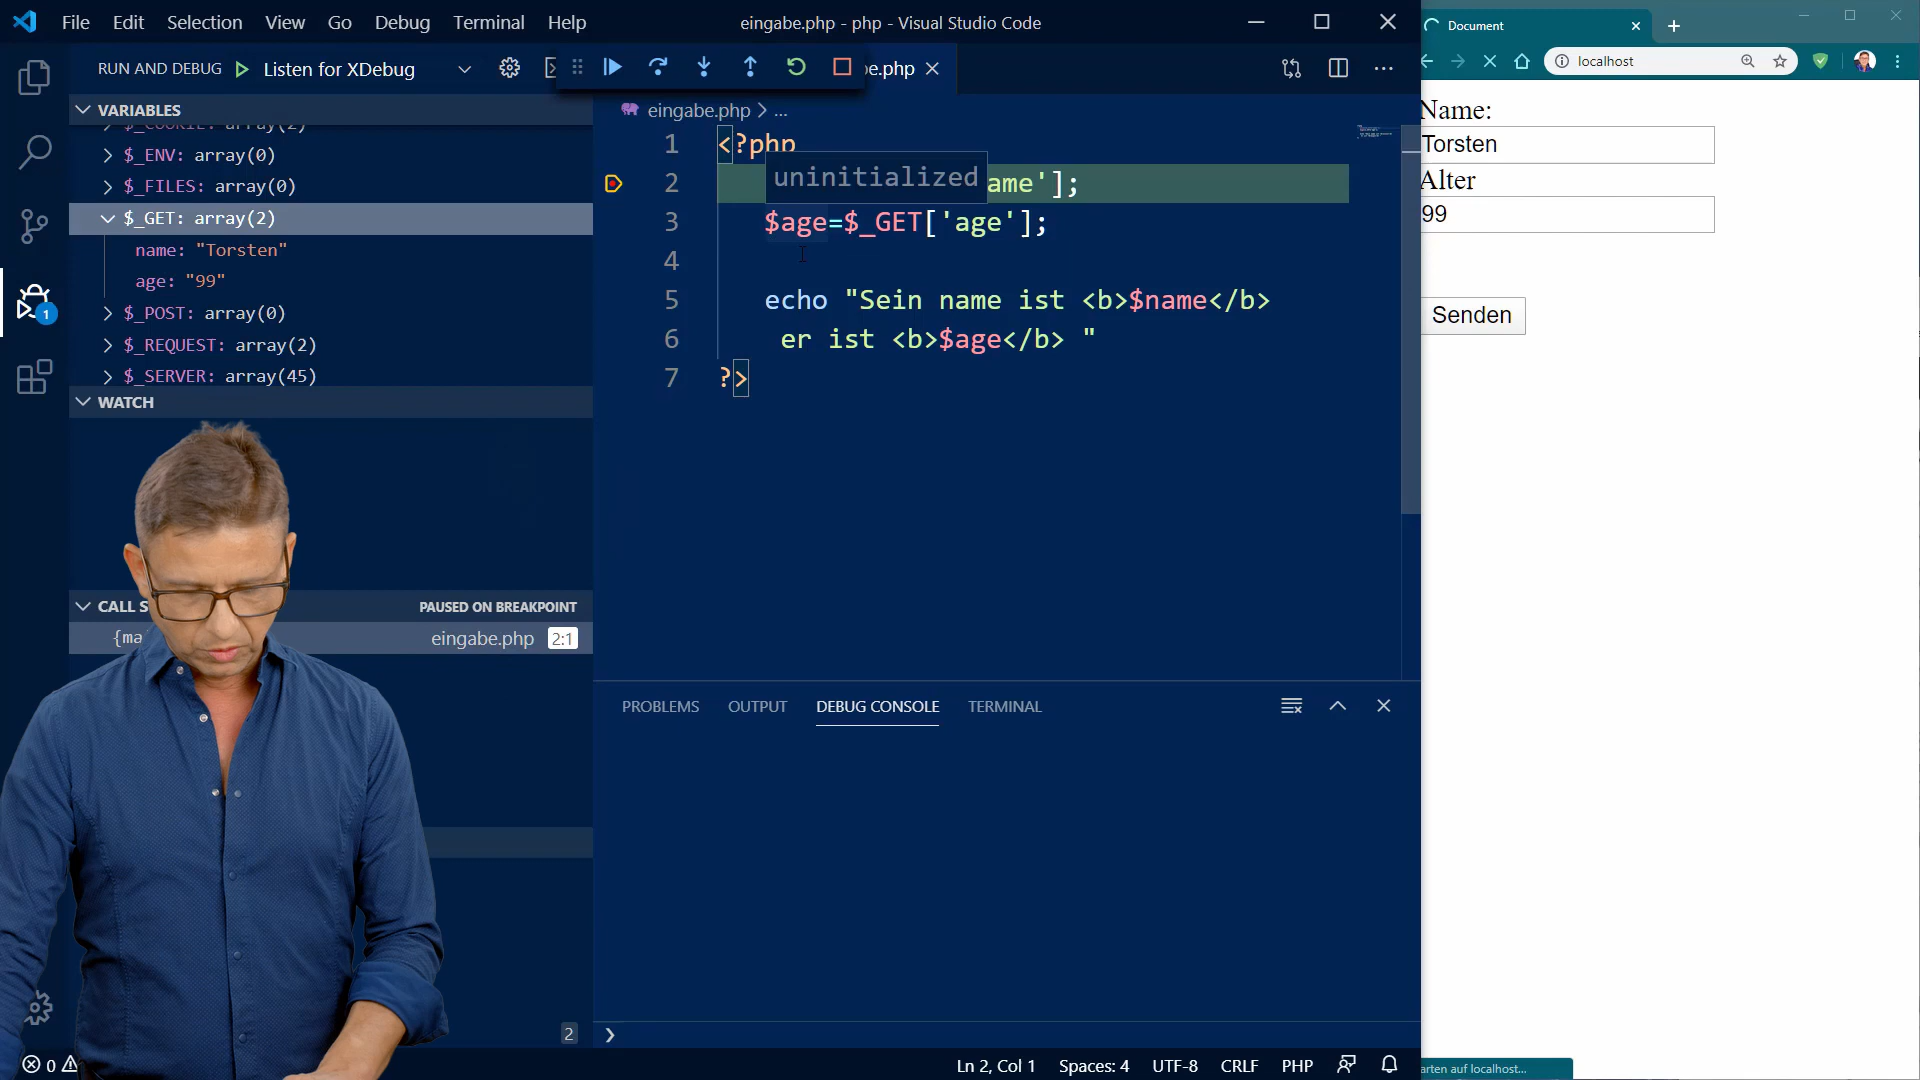 File Edit Selection View Go Debug Terminal Help
eingabe.php - php - Visual Studio Code
RUN AND DEBUG Listen for XDebug
be.php
VARIABLES
$_COOKIE: array(2)
$_ENV: array(0)
$_FILES: array(0)
$_GET: array(2)
name: "Torsten"
age: "99"
$_POST: array(0)
$_REQUEST: array(2)
$_SERVER: array(45)
WATCH
CALL S PAUSED ON BREAKPOINT
{ma eingabe.php 2:1
2
1
eingabe.php > ...
1 <?php
uninitialized
2 ame'];
3 $age=$_GET['age'];
4
5 echo "Sein name ist <b>$name</b>
6 er ist <b>$age</b> "
7 ?>
PROBLEMS OUTPUT DEBUG CONSOLE TERMINAL
0
Ln 2, Col 1 Spaces: 4 UTF-8 CRLF PHP
Document
localhost
Name:
Torsten
Alter
99
Senden
arten auf localhost...